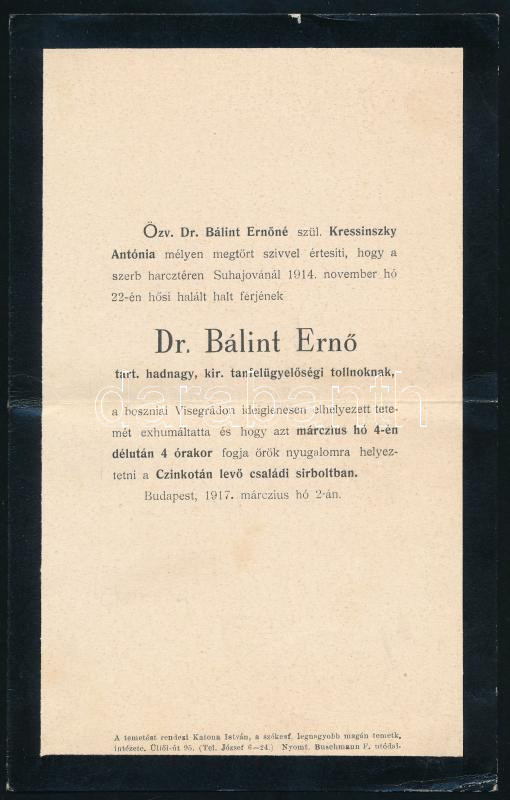 Özv. Dr. Bálint Ernőné szül. Kressinszky
Antónia mélyen megtört szivvel értesiti, hogy a
szerb harcztéren Suhajovánál 1914. november hó
22-én hősi halált halt férjének
Dr. Bálint Ernő
tart. hadnagy, kir. tanfelügyelőségi tollnoknak,
a boszniai Visegrádon ideiglenesen elhelyezett tete-
mét exhumáltatta és hogy azt márczius hó 4-én
délután 4 órakor fogja örök nyugalomra helyez-
tetni a Czinkotán levő családi sirboltban.
Budapest, 1917. márczius hó 2-án.
A temetést rendezi Katona István, a székesf. legnagyobb magán temetk.
intézete. Üllői-út 95. (Tel. József 6—24.) Nyomt. Buschmann F. utódai.
darabanth